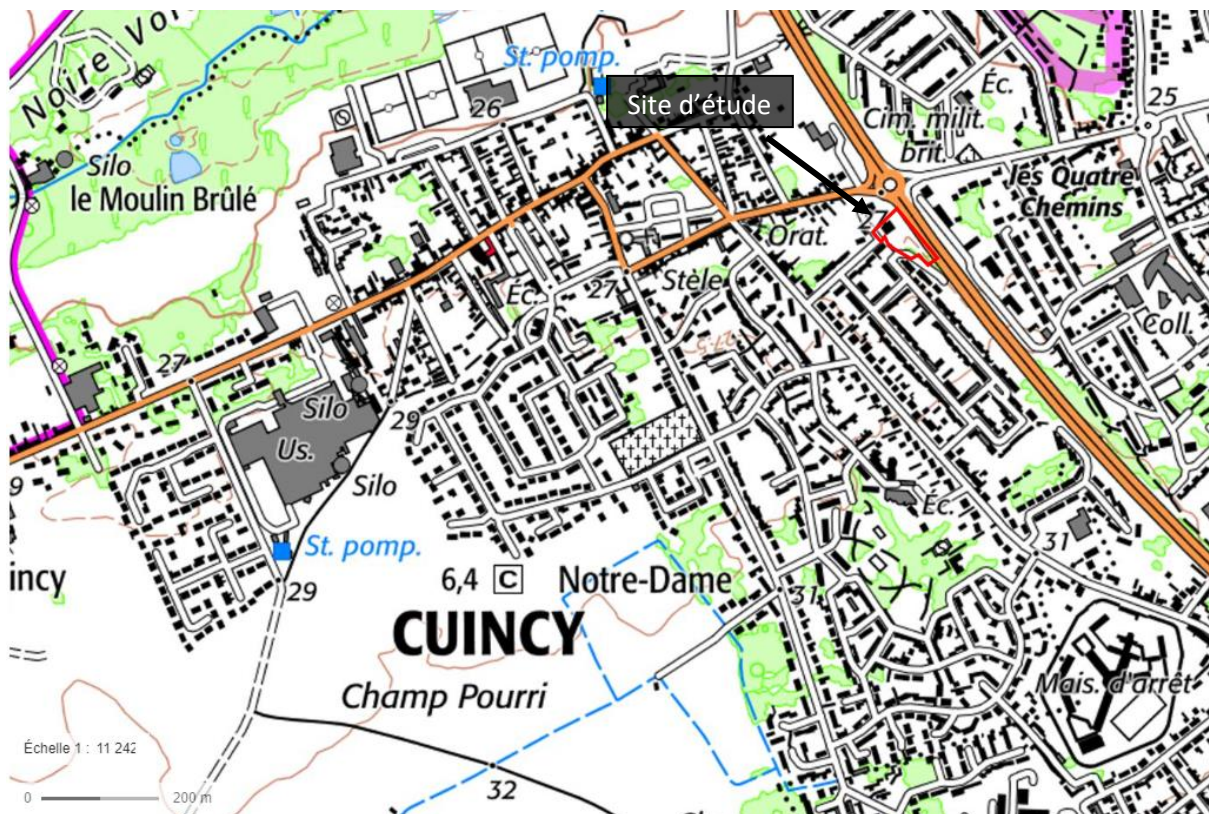 Noire
St. pomp.
Site d'étude
Éc.
25
26
Cim. milit.
brit.
Silo
le Moulin Brûlé
les Quatre
Chemins
Orat.
Éc.
27
Stèle
Coll.
27
Silo
29
Us.
Silo
Éc.
St. pomp.
31
incy
29
6,4 C
Notre-Dame
31
CUINCY
Champ Pourri
Mais. d'arrêt
Échelle 1 : 11 242
0
200 m
32